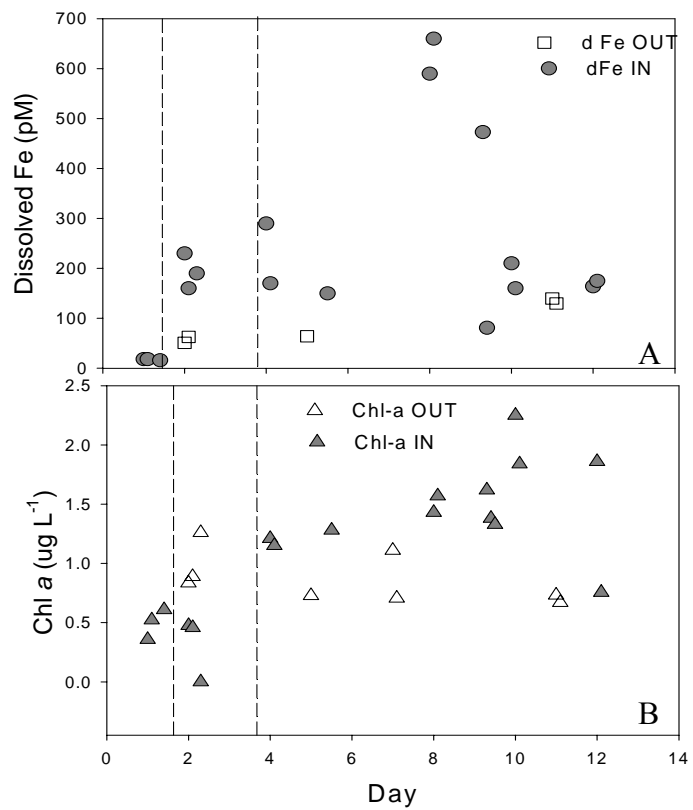 700
600
500
400
300
200
100
0
Dissolved Fe (pM)
d Fe OUT
dFe IN
A
2.5
2.0
1.5
1.0
0.5
0.0
Chl a (ug L⁻¹)
Chl-a OUT
Chl-a IN
B
0 2 4 6 8 10 12 14
Day